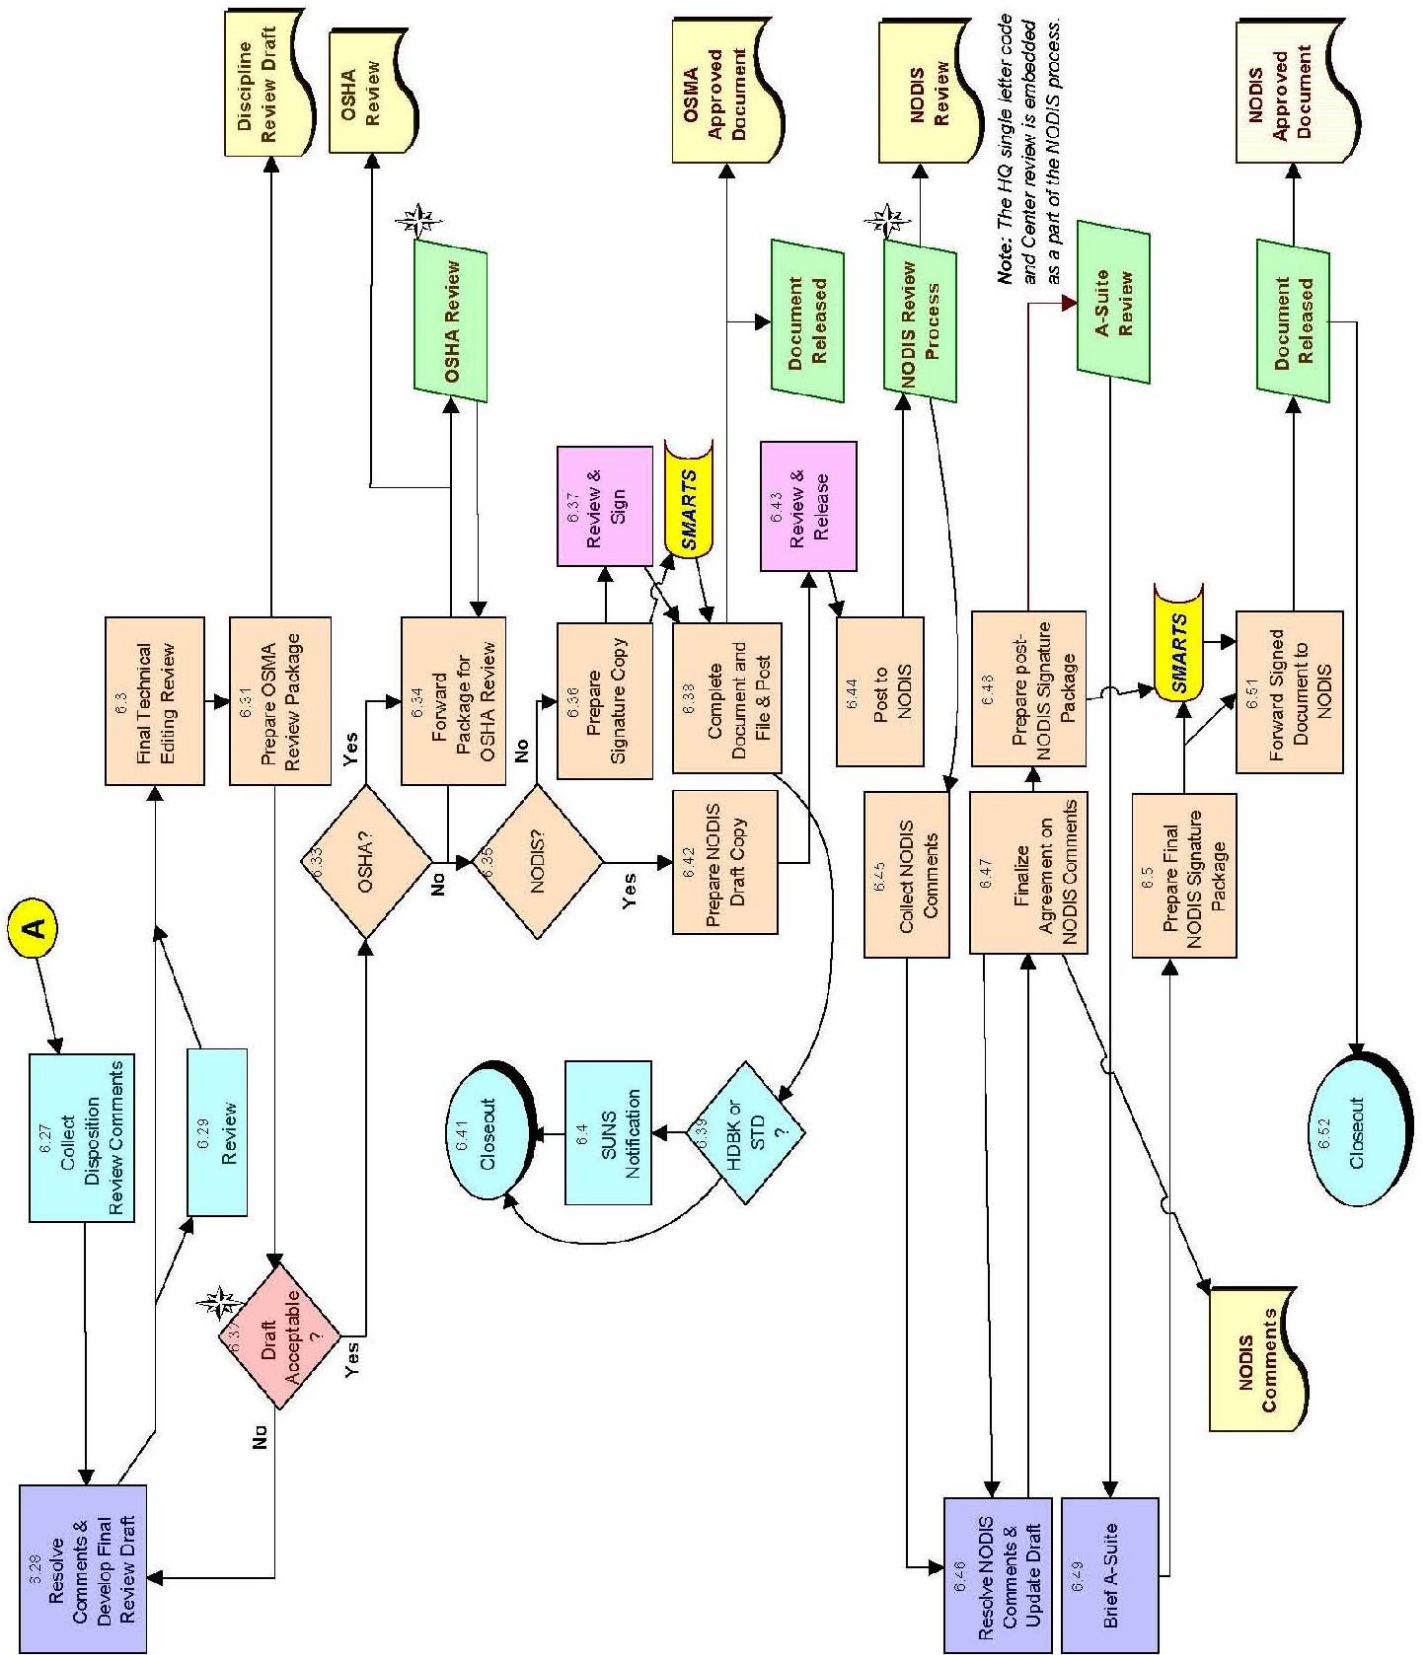 A
6.27
Collect
Disposition
Review Comments
6.28
Resolve
Comments &
Develop Final
Review Draft
6.29
Review
6.3
Final Technical
Editing Review
6.31
Prepare OSMA
Review Package
Discipline
Review Draft
Draft
Acceptable
?
No
Yes
6.33
OSHA?
Yes
No
6.34
Forward
Package for
OSHA Review
OSHA Review
OSHA
Review
6.35
NODIS?
No
Yes
6.36
Prepare
Signature Copy
6.37
Review &
Sign
SMARTS
6.38
Complete
Document and
File & Post
OSMA
Approved
Document
Document
Released
6.39
HDBK or
STD
?
6.4
SUNS
Notification
6.41
Closeout
6.42
Prepare NODIS
Draft Copy
6.43
Review &
Release
6.44
Post to
NODIS
NODIS Review
Process
NODIS
Review
Note: The HQ single letter code
and Center review is embedded
as a part of the NODIS process.
6.45
Collect NODIS
Comments
6.46
Resolve NODIS
Comments &
Update Draft
6.47
Finalize
Agreement on
NODIS Comments
NODIS
Comments
6.48
Prepare post-
NODIS Signature
Package
A-Suite
Review
6.49
Brief A-Suite
6.5
Prepare Final
NODIS Signature
Package
SMARTS
6.51
Forward Signed
Document to
NODIS
Document
Released
NODIS
Approved
Document
6.52
Closeout